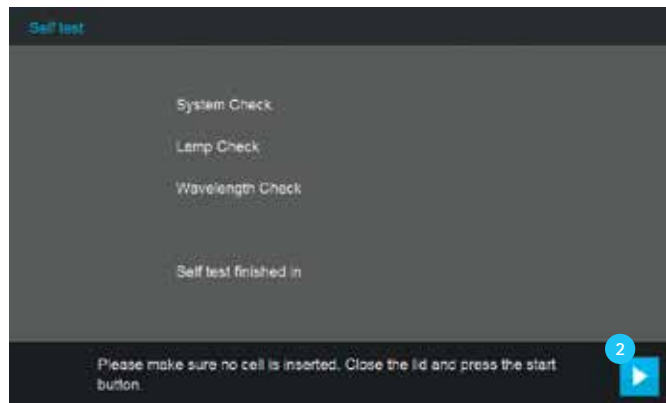 Self test
System Check
Lamp Check
Wavelength Check
Self test finished in
2
Please make sure no cell is inserted. Close the lid and press the start
button.